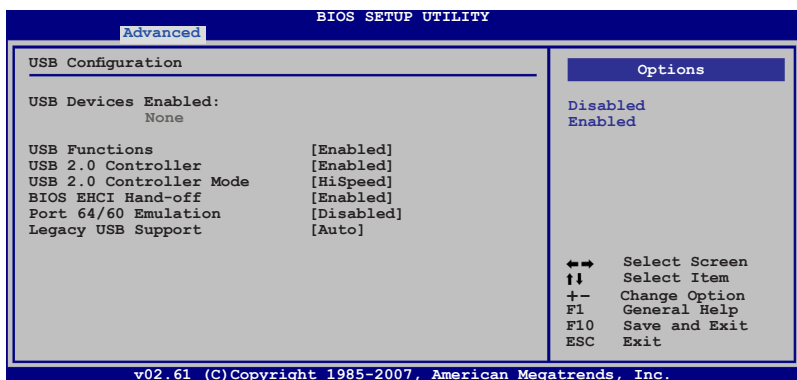 BIOS SETUP UTILITY
Advanced
USB Configuration
USB Devices Enabled:
None
USB Functions [Enabled]
USB 2.0 Controller [Enabled]
USB 2.0 Controller Mode [HiSpeed]
BIOS EHCI Hand-off [Enabled]
Port 64/60 Emulation [Disabled]
Legacy USB Support [Auto]
Options
Disabled
Enabled
←→ Select Screen
↑↓ Select Item
+- Change Option
F1 General Help
F10 Save and Exit
ESC Exit
v02.61 (C)Copyright 1985-2007, American Megatrends, Inc.